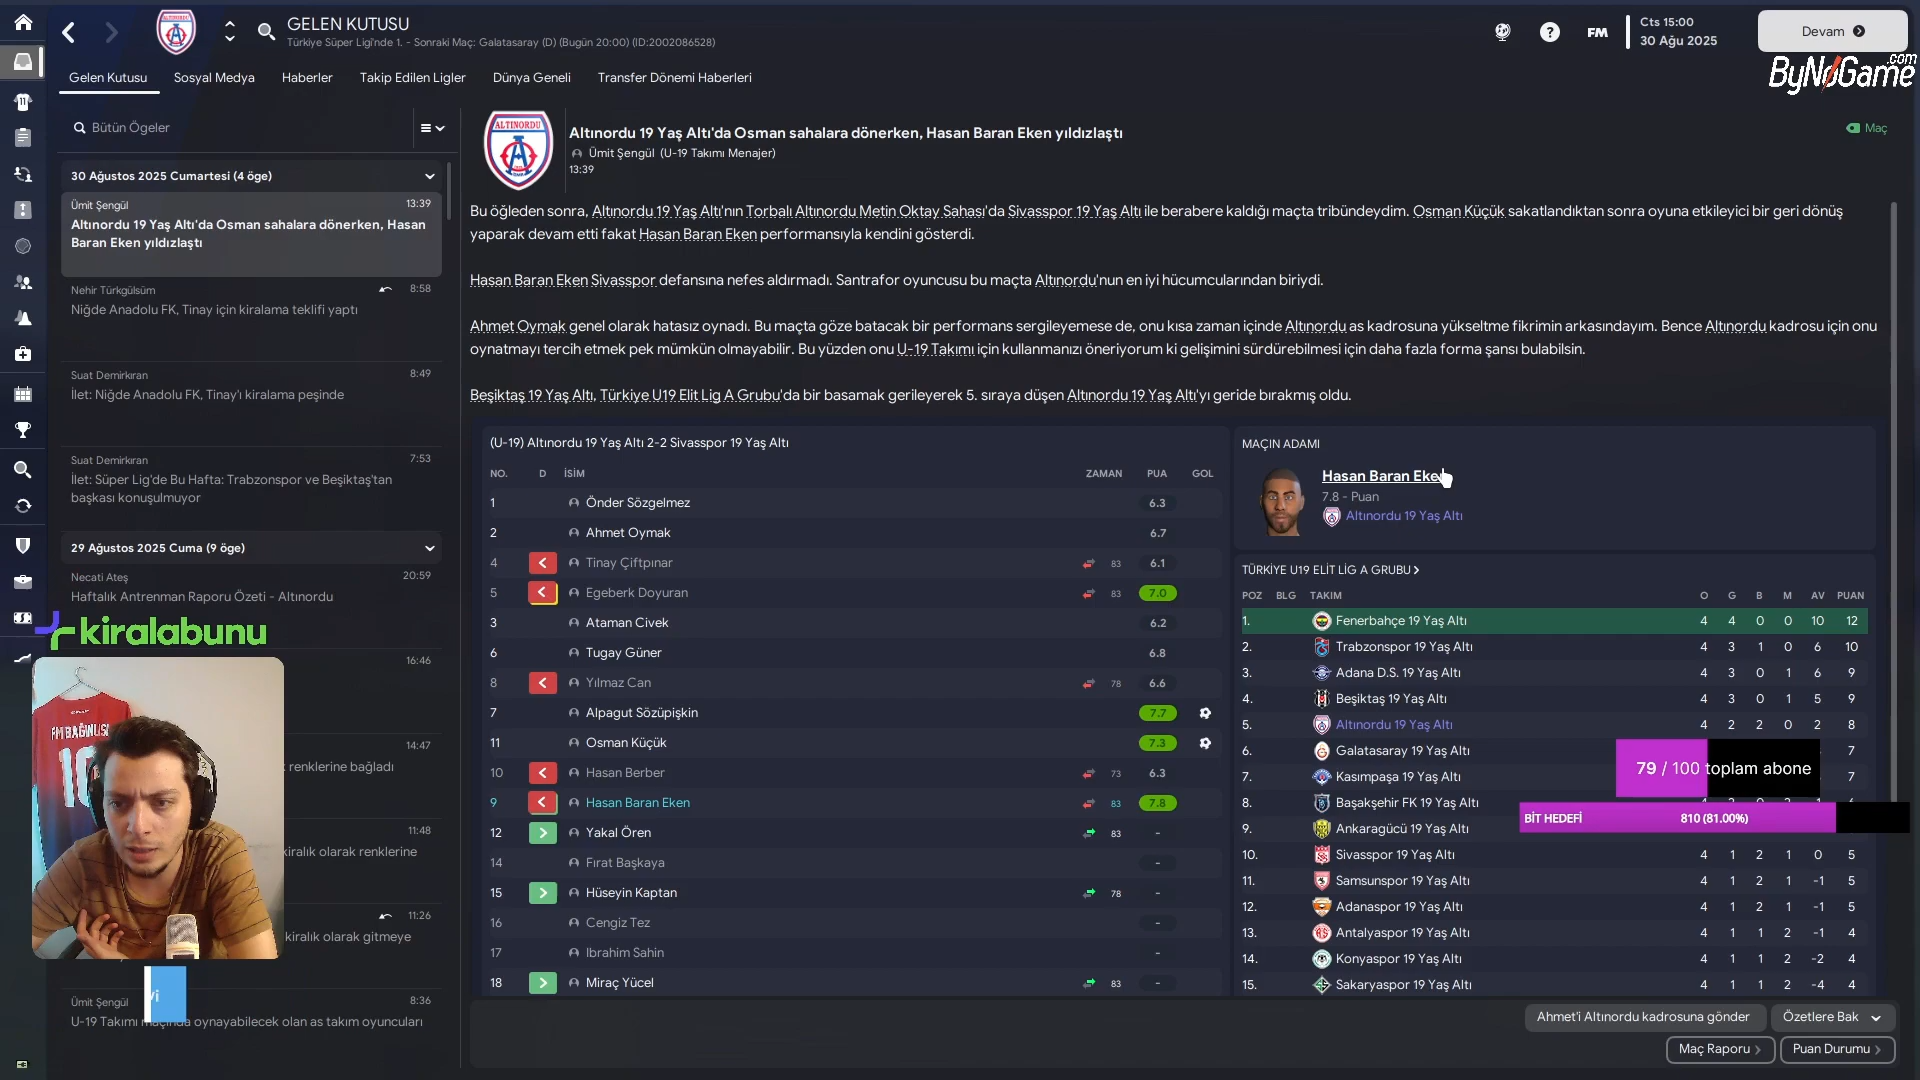 GELEN KUTUSU
Türkiye Süper Ligi'nde 1. - Sonraki Maç: Galatasaray (D) (Bugün 20:00) (ID:2002086528)
FM
Cts 15:00
30 Ağu 2025
Devam
ByNoGame.com
Gelen Kutusu
Sosyal Medya
Haberler
Takip Edilen Ligler
Dünya Geneli
Transfer Dönemi Haberleri
Bütün Ögeler
30 Ağustos 2025 Cumartesi (4 öge)
Ümit Şengül 13:39
Altınordu 19 Yaş Altı'da Osman sahalara dönerken, Hasan
Baran Eken yıldızlaştı
Nehir Türkgülsüm 8:58
Niğde Anadolu FK, Tinay için kiralama teklifi yaptı
Suat Demirkıran 8:49
İlet: Niğde Anadolu FK, Tinay'ı kiralama peşinde
Suat Demirkıran 7:53
İlet: Süper Lig'de Bu Hafta: Trabzonspor ve Beşiktaş'tan
başkası konuşulmuyor
29 Ağustos 2025 Cuma (9 öge)
Necati Ateş 20:59
Haftalık Antrenman Raporu Özeti - Altınordu
kiralabunu
16:46
14:47
renklerine bağladı
11:48
kiralık olarak renklerine
11:26
kiralık olarak gitmeye
Ümit Şengül 8:36
U-19 Takımı maçında oynayabilecek olan as takım oyuncuları
ALTINORDU
Altınordu 19 Yaş Altı'da Osman sahalara dönerken, Hasan Baran Eken yıldızlaştı
Ümit Şengül (U-19 Takımı Menajer)
13:39
Maç
Bu öğleden sonra, Altınordu 19 Yaş Altı'nın Torbalı Altınordu Metin Oktay Sahası'da Sivasspor 19 Yaş Altı ile berabere kaldığı maçta tribündeydim. Osman Küçük sakatlandıktan sonra oyuna etkileyici bir geri dönüş
yaparak devam etti fakat Hasan Baran Eken performansıyla kendini gösterdi.
Hasan Baran Eken Sivasspor defansına nefes aldırmadı. Santrafor oyuncusu bu maçta Altınordu'nun en iyi hücumcularından biriydi.
Ahmet Oymak genel olarak hatasız oynadı. Bu maçta göze batacak bir performans sergileyemese de, onu kısa zaman içinde Altınordu as kadrosuna yükseltme fikrimin arkasındayım. Bence Altınordu kadrosu için onu
oynatmayı tercih etmek pek mümkün olmayabilir. Bu yüzden onu U-19 Takımı için kullanmanızı öneriyorum ki gelişimini sürdürebilmesi için daha fazla forma şansı bulabilsin.
Beşiktaş 19 Yaş Altı, Türkiye U19 Elit Lig A Grubu'da bir basamak gerileyerek 5. sıraya düşen Altınordu 19 Yaş Altı'yı geride bırakmış oldu.
(U-19) Altınordu 19 Yaş Altı 2-2 Sivasspor 19 Yaş Altı
NO. D İSİM ZAMAN PUA GOL
1 Önder Sözgelmez 6.3
2 Ahmet Oymak 6.7
4 Tinay Çiftpınar 83 6.1
5 Egeberk Doyuran 83 7.0
3 Ataman Civek 6.2
6 Tugay Güner 6.8
8 Yılmaz Can 78 6.6
7 Alpagut Sözüpişkin 7.7
11 Osman Küçük 7.3
10 Hasan Berber 73 6.3
9 Hasan Baran Eken 83 7.8
12 Yakal Ören 83 -
14 Fırat Başkaya -
15 Hüseyin Kaptan 78 -
16 Cengiz Tez -
17 Ibrahim Sahin -
18 Miraç Yücel 83 -
MAÇIN ADAMI
Hasan Baran Eke
7.8 - Puan
Altınordu 19 Yaş Altı
TÜRKİYE U19 ELİT LİG A GRUBU
POZ BLG TAKIM O G B M AV PUAN
1. Fenerbahçe 19 Yaş Altı 4 4 0 0 10 12
2. Trabzonspor 19 Yaş Altı 4 3 1 0 6 10
3. Adana D.S. 19 Yaş Altı 4 3 0 1 6 9
4. Beşiktaş 19 Yaş Altı 4 3 0 1 5 9
5. Altınordu 19 Yaş Altı 4 2 2 0 2 8
6. Galatasaray 19 Yaş Altı 7
7. Kasımpaşa 19 Yaş Altı 7
8. Başakşehir FK 19 Yaş Altı
9. Ankaragücü 19 Yaş Altı
10. Sivasspor 19 Yaş Altı 4 1 2 1 0 5
11. Samsunspor 19 Yaş Altı 4 1 2 1 -1 5
12. Adanaspor 19 Yaş Altı 4 1 2 1 -1 5
13. Antalyaspor 19 Yaş Altı 4 1 1 2 -1 4
14. Konyaspor 19 Yaş Altı 4 1 1 2 -2 4
15. Sakaryaspor 19 Yaş Altı 4 1 1 2 -4 4
79 / 100 toplam abone
BİT HEDEFİ 810 (81.00%)
Ahmet'i Altınordu kadrosuna gönder
Özetlere Bak
Maç Raporu
Puan Durumu